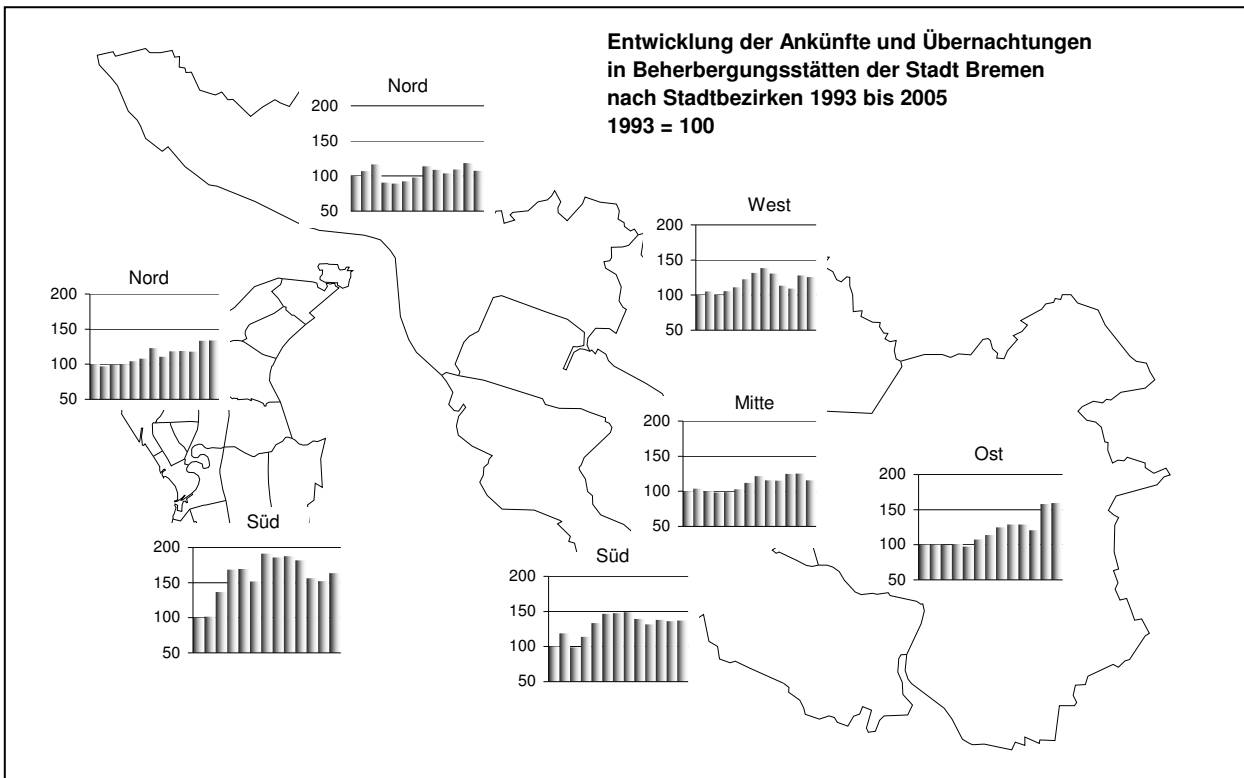 Entwicklung der Ankünfte und Übernachtungen
in Beherbergungsstätten der Stadt Bremen
nach Stadtbezirken 1993 bis 2005
1993 = 100
Nord
200
150
100
50
West
200
150
100
50
Nord
200
150
100
50
Mitte
200
150
100
50
Ost
200
150
100
50
Süd
200
150
100
50
Süd
200
150
100
50